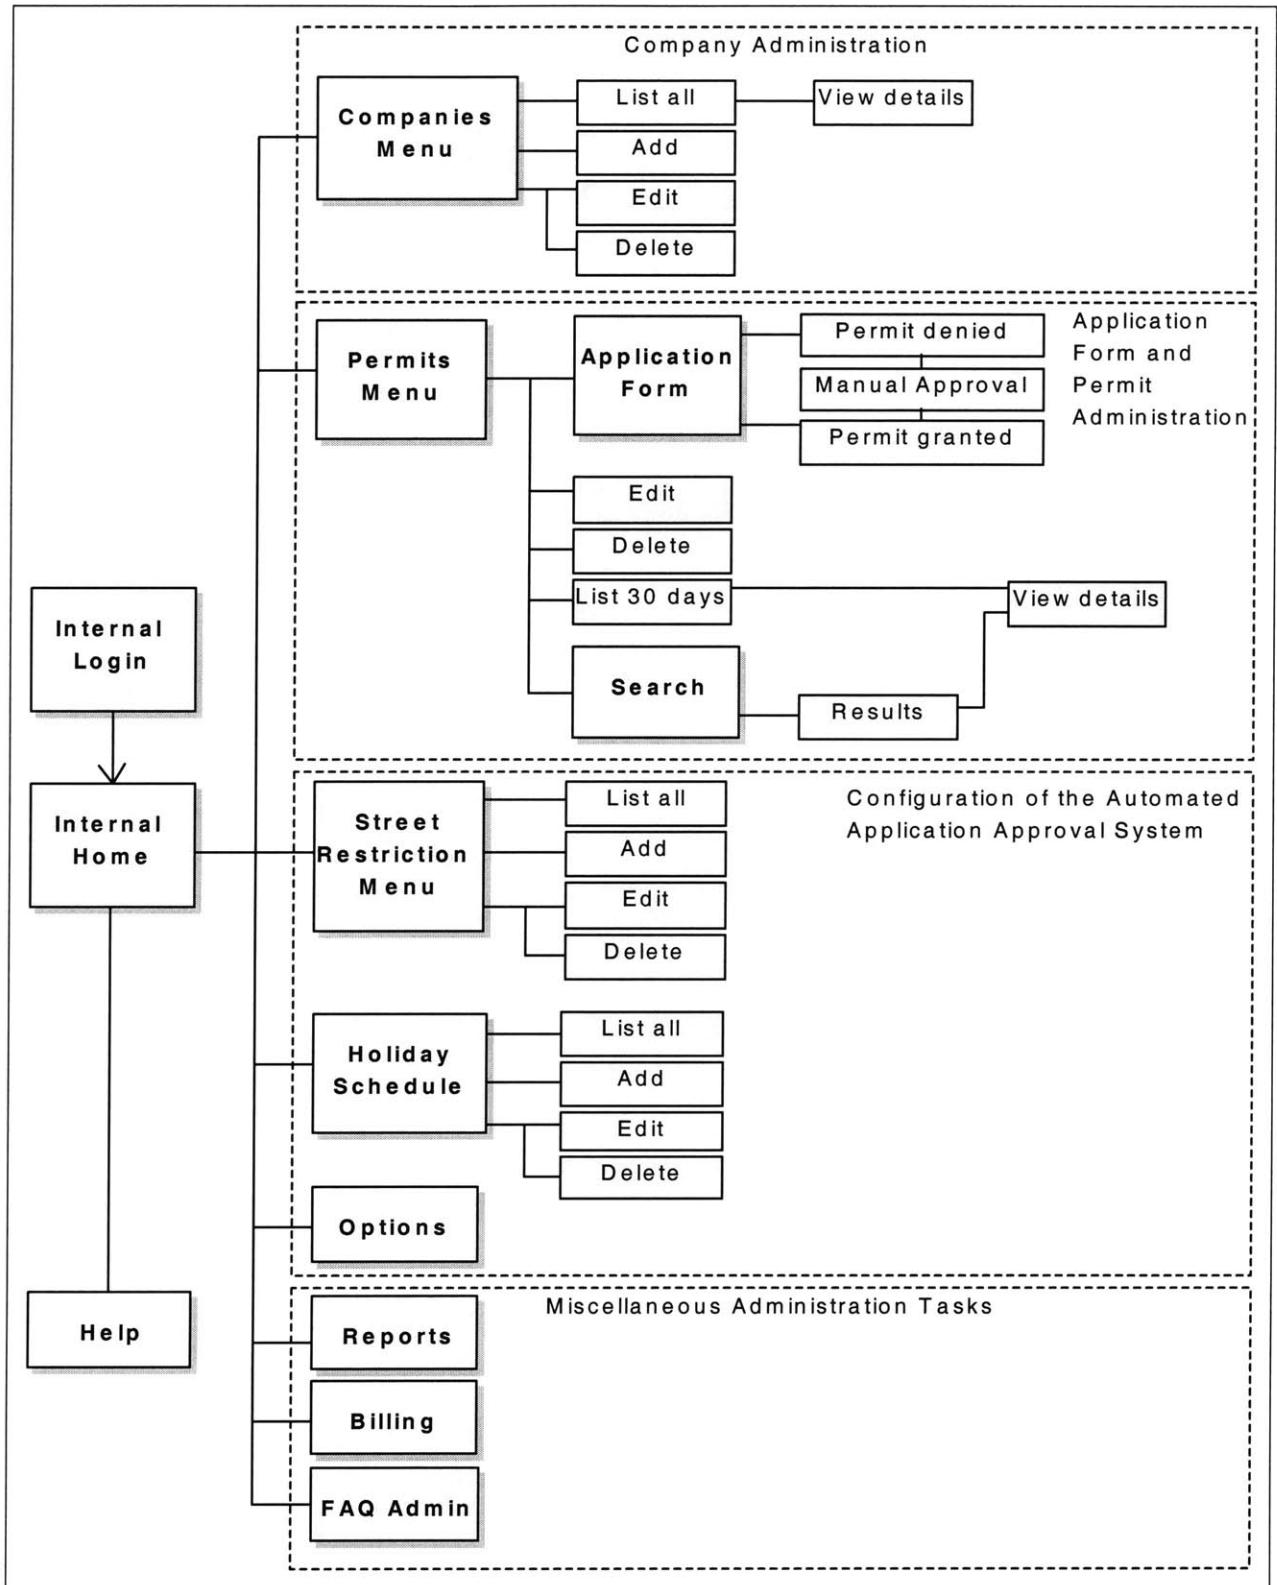 Company Administration
Companies
Menu
List all
View details
Add
Edit
Delete
Permits
Menu
Application
Form
Permit denied
Manual Approval
Permit granted
Application
Form and
Permit
Administration
Edit
Delete
List 30 days
View details
Search
Results
Internal
Login
Internal
Home
Help
Street
Restriction
Menu
List all
Add
Edit
Delete
Configuration of the Automated
Application Approval System
Holiday
Schedule
List all
Add
Edit
Delete
Options
Miscellaneous Administration Tasks
Reports
Billing
FAQ Admin